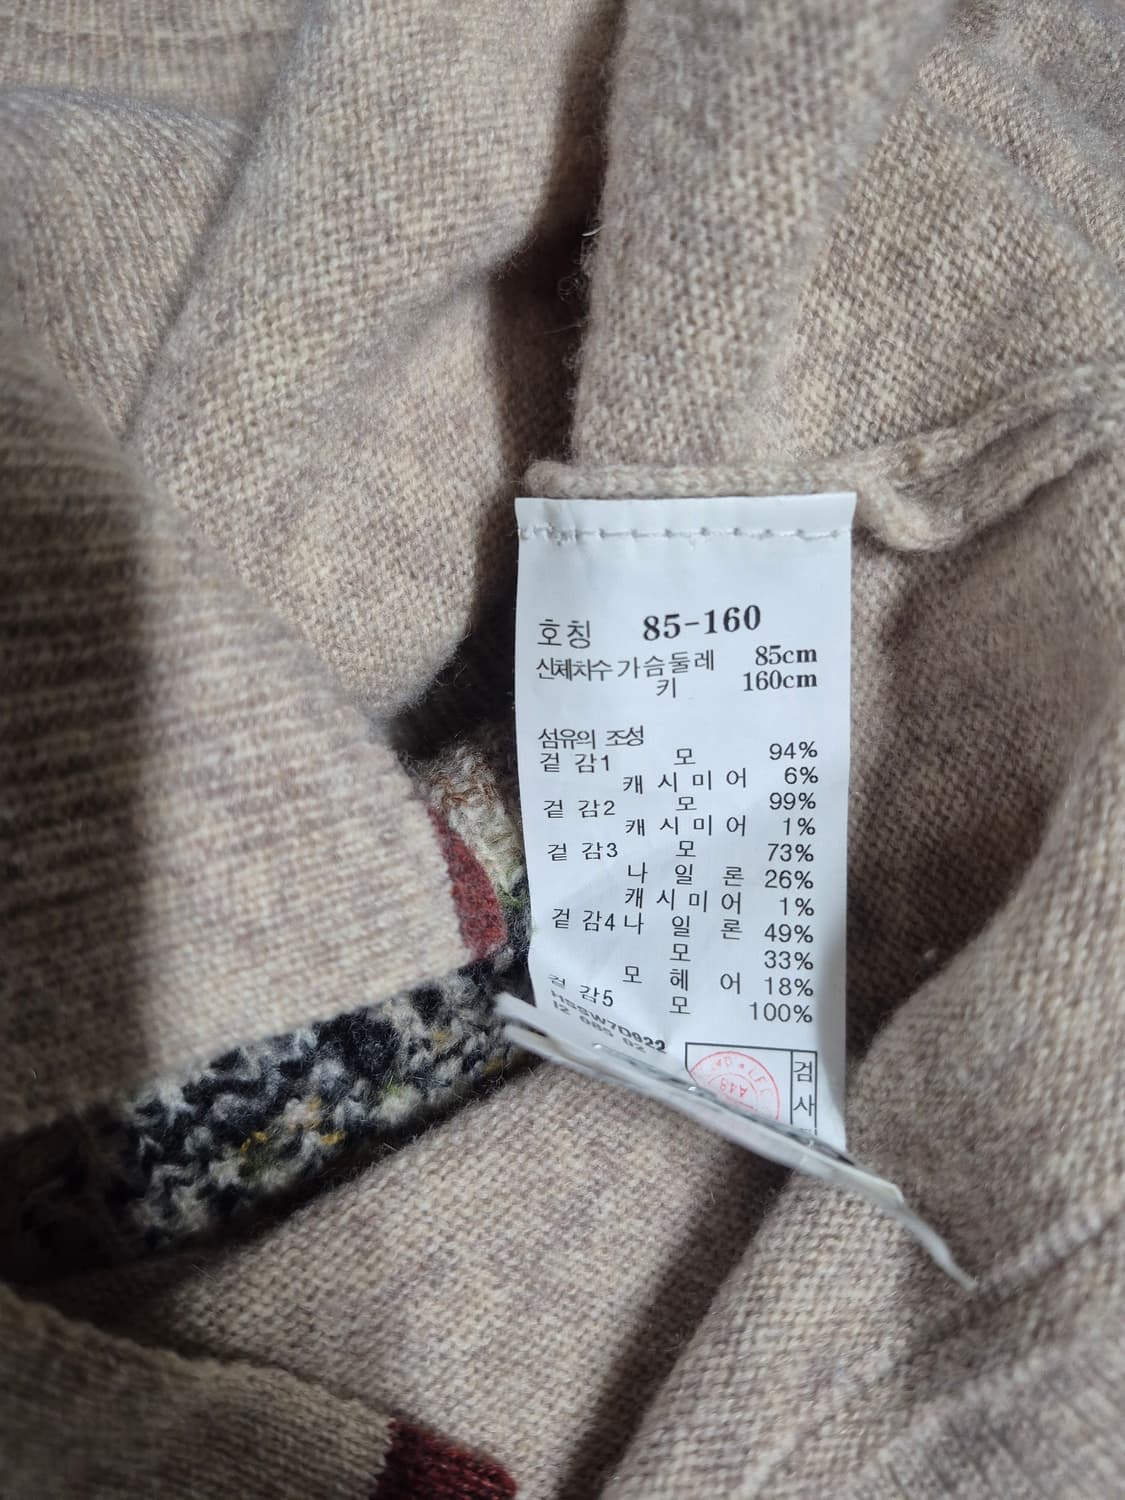 호칭 85-160
신체치수 가슴둘레 85cm
키 160cm
섬유의 조성
겉 감1 모 94%
캐 시 미 어 6%
겉 감2 모 99%
캐 시 미 어 1%
겉 감3 모 73%
나 일 론 26%
캐 시 미 어 1%
겉 감4 나 일 론 49%
모 33%
모 헤 어 18%
겉 감5 모 100%
HSSW7D922
검
사